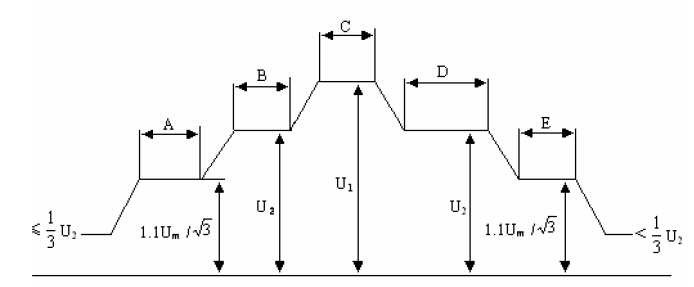 C
B
D
A
E
U₁
U₂
U₂
1.1Uₘ /√3
1.1Uₘ /√3
⩽ 1/3 U₂
< 1/3 U₂